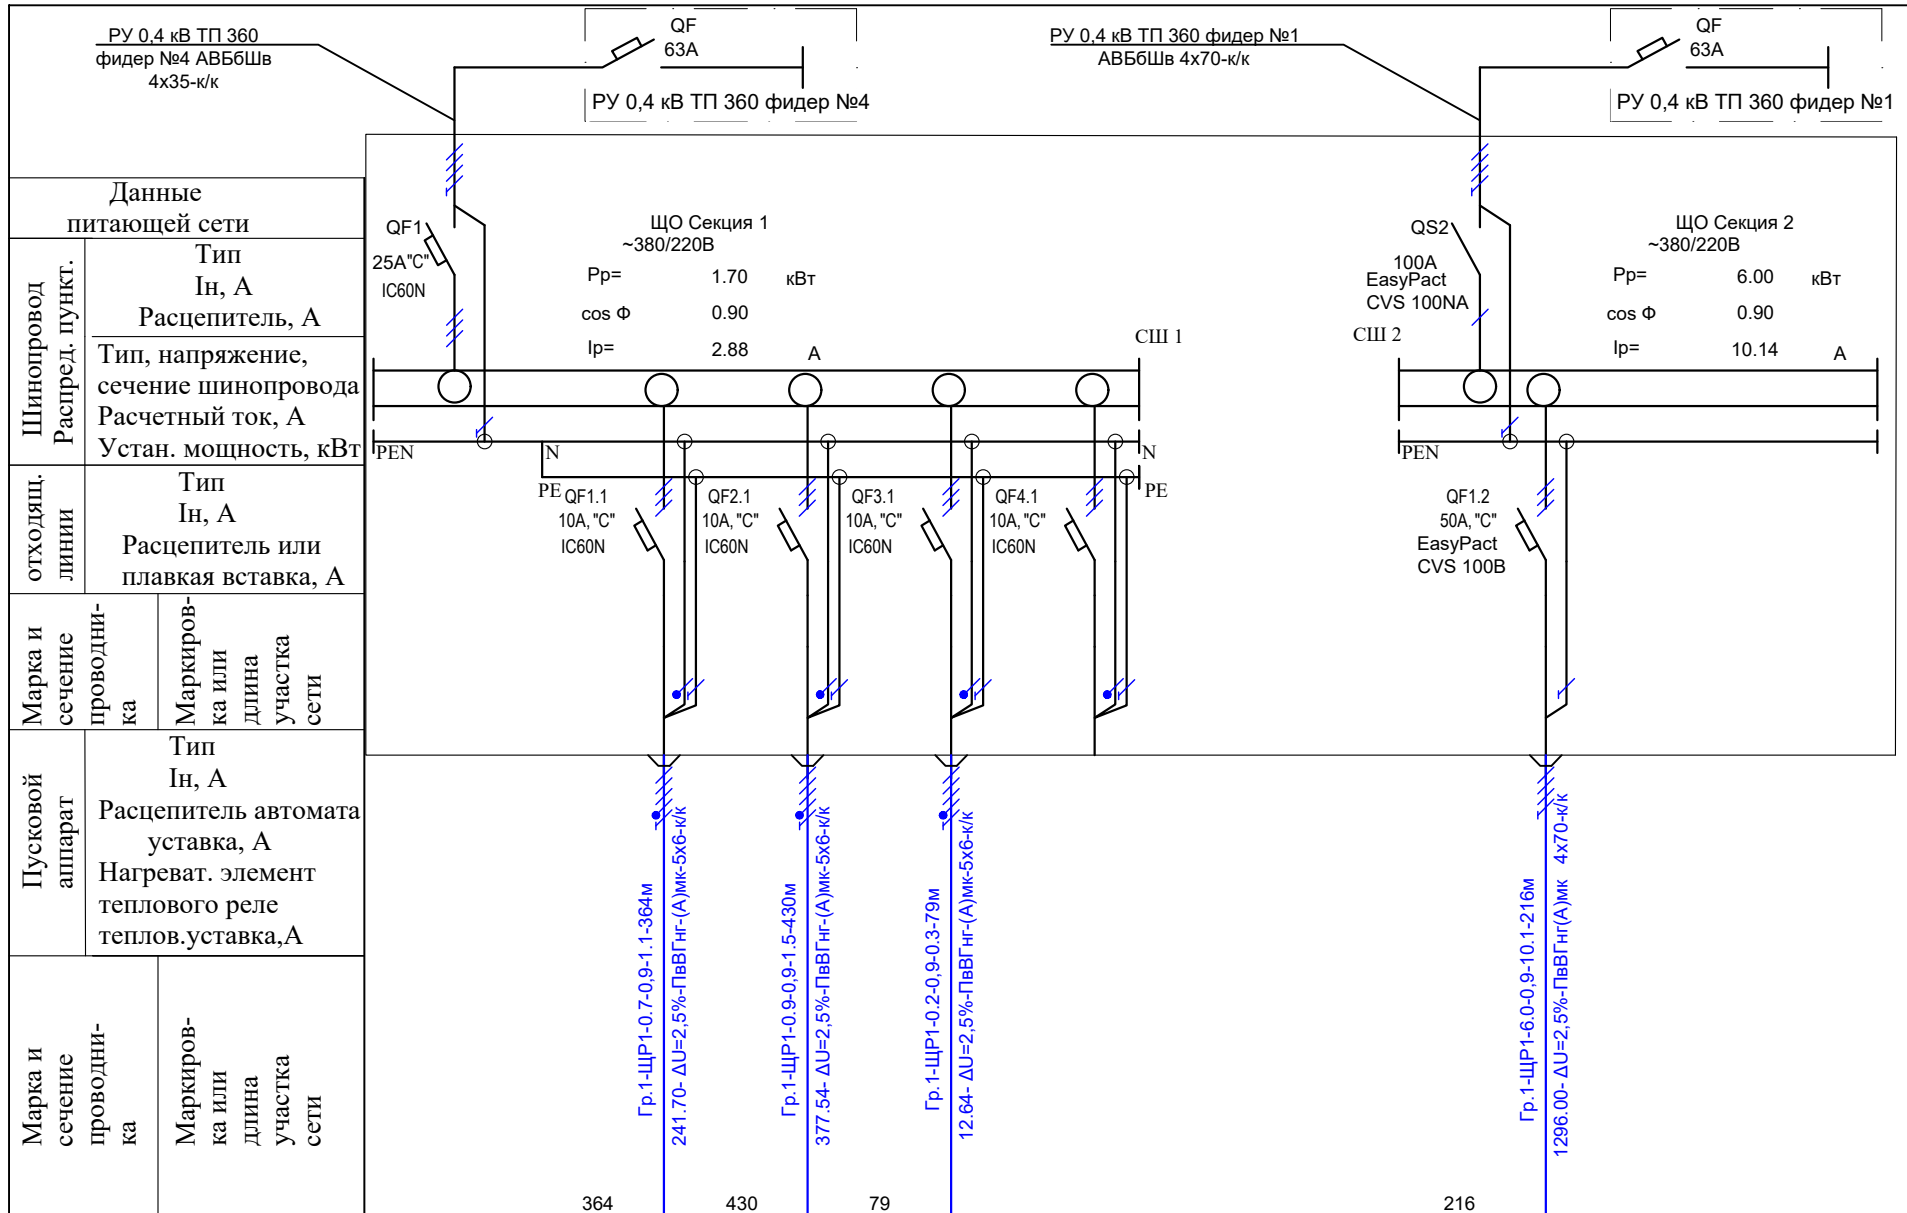 РУ 0,4 кВ ТП 360
фидер №4 АВБбШв
4х35-к/к
QF
63А
РУ 0,4 кВ ТП 360 фидер №4
РУ 0,4 кВ ТП 360 фидер №1
АВБбШв 4х70-к/к
QF
63А
РУ 0,4 кВ ТП 360 фидер №1
Данные
питающей сети
Шинопровод
Распред. пункт.
Тип
Iн, А
Расцепитель, А
Тип, напряжение,
сечение шинопровода
Расчетный ток, А
Устан. мощность, кВт
отходящ.
линии
Тип
Iн, А
Расцепитель или
плавкая вставка, А
Марка и
сечение
проводни-
ка
Маркиров-
ка или
длина
участка
сети
Пусковой
аппарат
Тип
Iн, А
Расцепитель автомата
уставка, А
Нагреват. элемент
теплового реле
теплов.уставка,А
Марка и
сечение
проводни-
ка
Маркиров-
ка или
длина
участка
сети
QF1
25А"С"
IC60N
ЩО Секция 1
~380/220В
Рр= 1.70 кВт
cos Ф 0.90
Iр= 2.88 А
СШ 1
PEN
N
N
PE
PE
QF1.1
10А, "С"
IC60N
QF2.1
10А, "С"
IC60N
QF3.1
10А, "С"
IC60N
QF4.1
10А, "С"
IC60N
QS2
100А
EasyPact
CVS 100NA
ЩО Секция 2
~380/220В
Рр= 6.00 кВт
cos Ф 0.90
Iр= 10.14 А
СШ 2
PEN
QF1.2
50А, "С"
EasyPact
CVS 100B
Гр.1-ЩР1-0.7-0,9-1.1-364м
241.70- ΔU=2,5%-ПвВГнг-(А)мк-5х6-к/к
Гр.1-ЩР1-0.9-0,9-1.5-430м
377.54- ΔU=2,5%-ПвВГнг-(А)мк-5х6-к/к
Гр.1-ЩР1-0.2-0,9-0.3-79м
12.64- ΔU=2,5%-ПвВГнг-(А)мк-5х6-к/к
Гр.1-ЩР1-6.0-0,9-10.1-216м
1296.00- ΔU=2,5%-ПвВГнг(А)мк 4х70-к/к
364
430
79
216